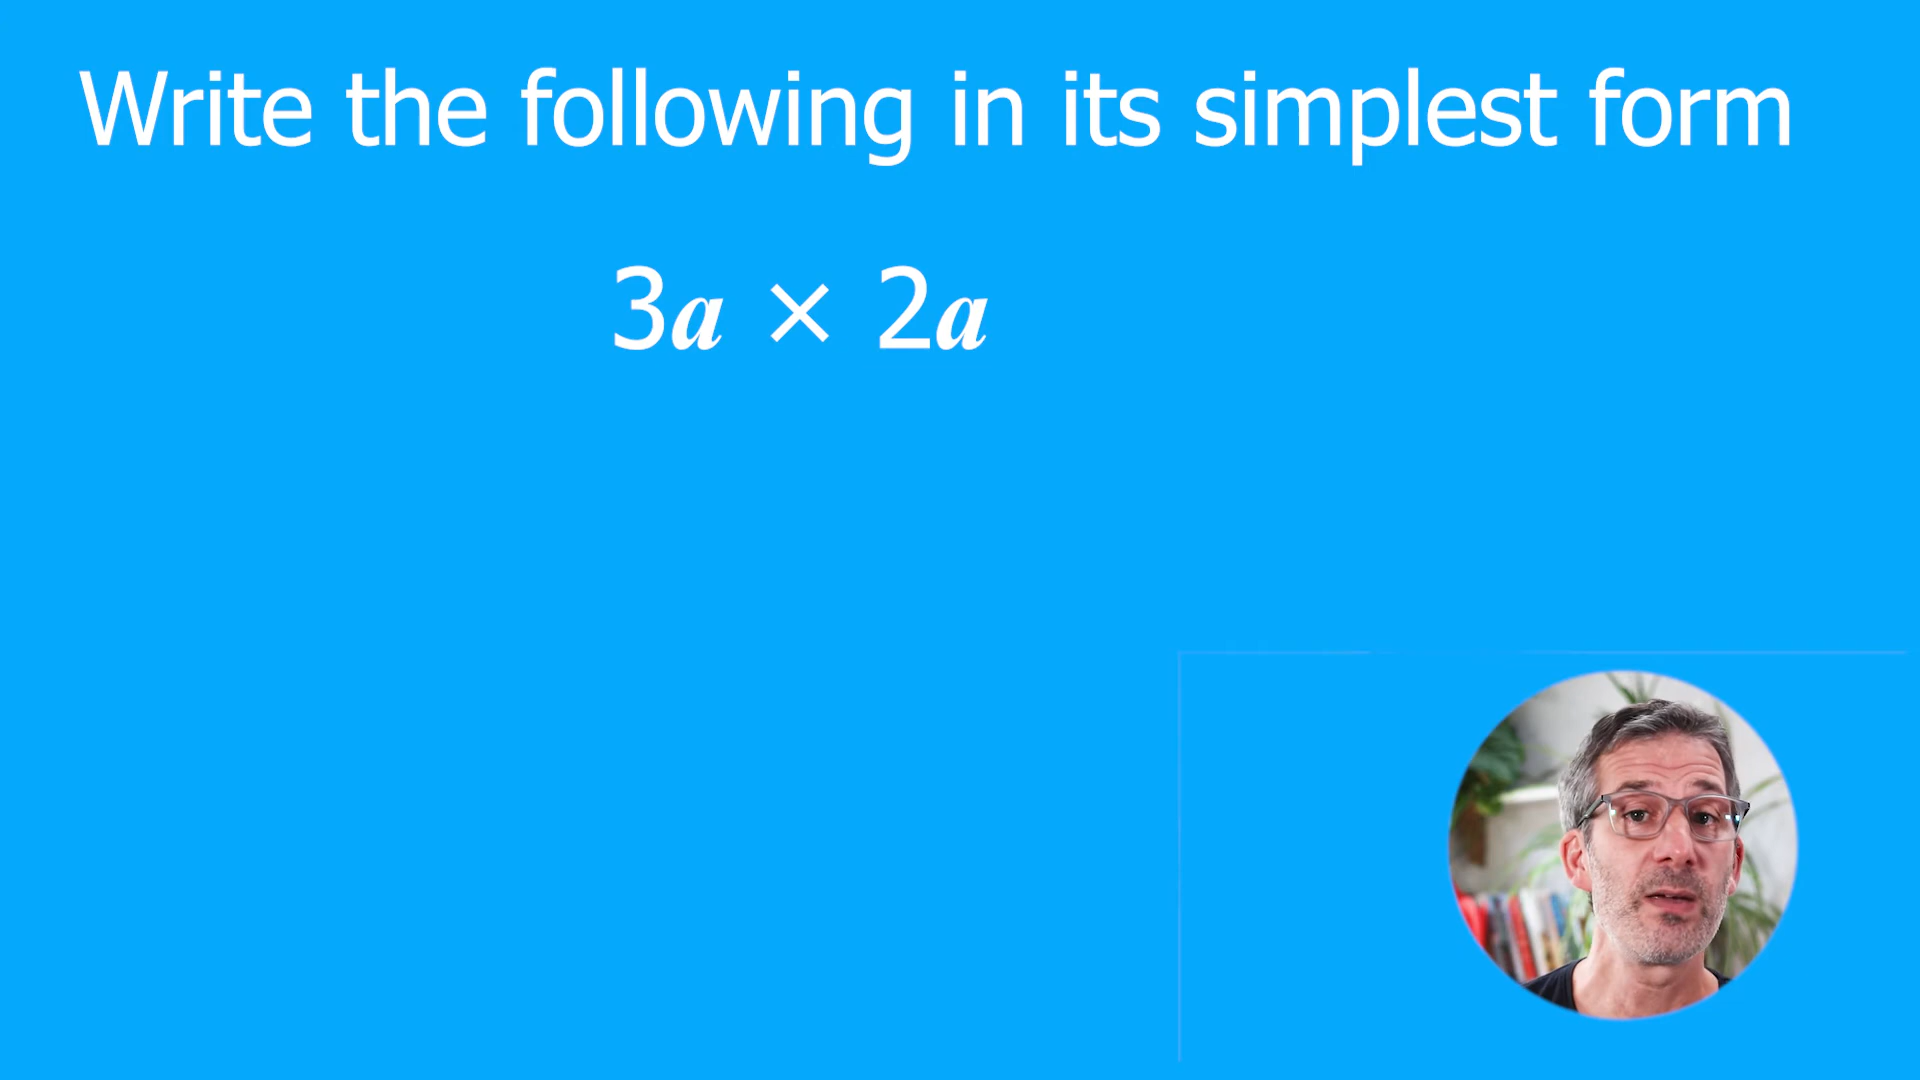 Write the following in its simplest form
3a × 2a